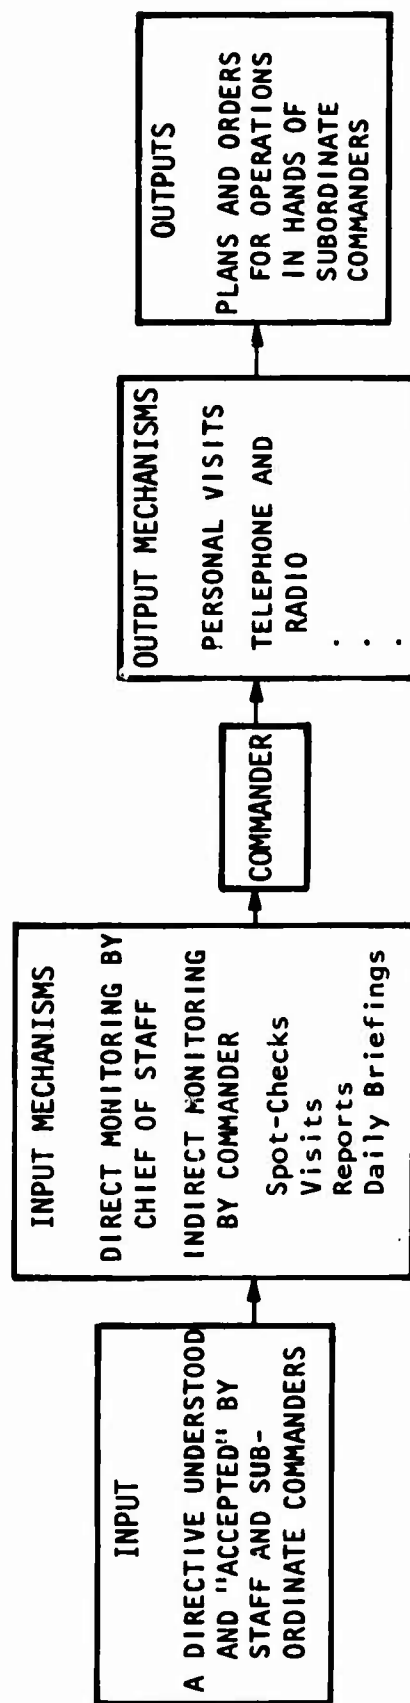 INPUT
A DIRECTIVE UNDERSTOOD
AND "ACCEPTED" BY
STAFF AND SUB-
ORDINATE COMMANDERS
INPUT MECHANISMS
DIRECT MONITORING BY
CHIEF OF STAFF
INDIRECT MONITORING
BY COMMANDER
Spot-Checks
Visits
Reports
Daily Briefings
COMMANDER
OUTPUT MECHANISMS
PERSONAL VISITS
TELEPHONE AND
RADIO
.
.
.
OUTPUTS
PLANS AND ORDERS
FOR OPERATIONS
IN HANDS OF
SUBORDINATE
COMMANDERS